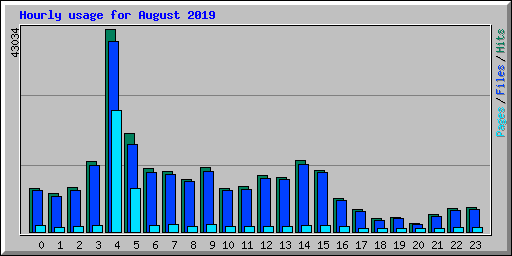 Hourly usage for August 2019
43034
Pages/Files/Hits
0 1 2 3 4 5 6 7 8 9 10 11 12 13 14 15 16 17 18 19 20 21 22 23